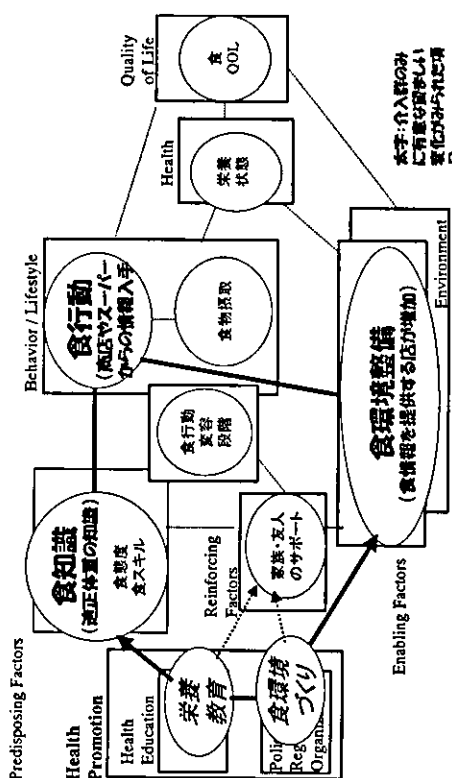 Predisposing Factors
Health
Promotion
Health
Education
栄養
教育
食環境
づくり
食知識
(適正体重の知識)
食態度
食スキル
Reinforcing
Factors
家族・友人
のサポート
Enabling Factors
食行動
変容
段階
Behavior / Lifestyle
食行動
(商店やスーパー
からの情報入手
食物摂取
食環境整備
(食情報を提供する店が増加)
Environment
Health
栄養
状態
Quality
of Life
食
QOL
太字:介入群のみ
に有意な望ましい
変化がみられた項